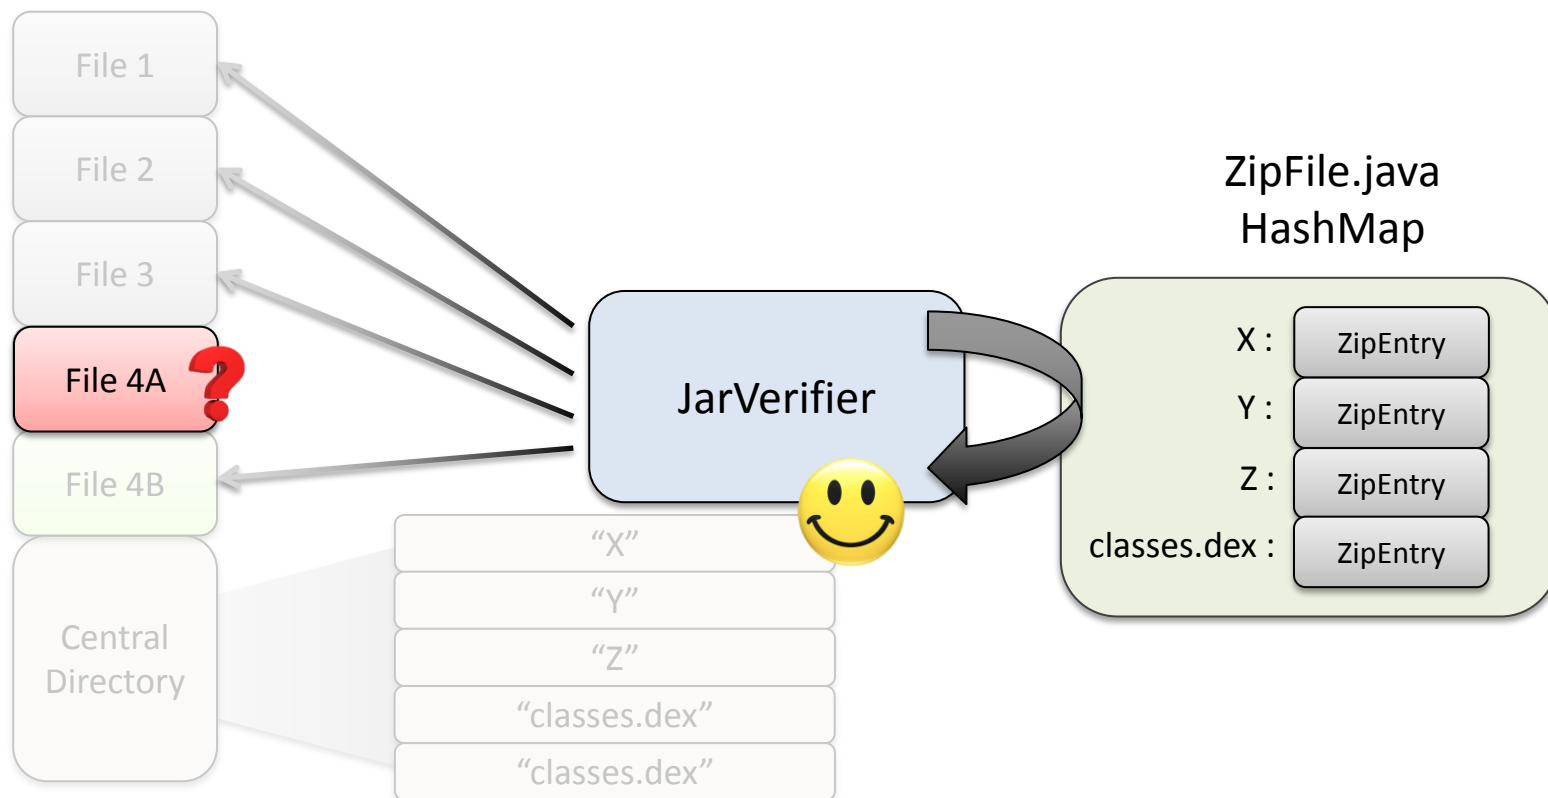 File 1
File 2
File 3
File 4A
?
File 4B
Central
Directory
JarVerifier
“X”
“Y”
“Z”
“classes.dex”
“classes.dex”
ZipFile.java
HashMap
X : ZipEntry
Y : ZipEntry
Z : ZipEntry
classes.dex : ZipEntry